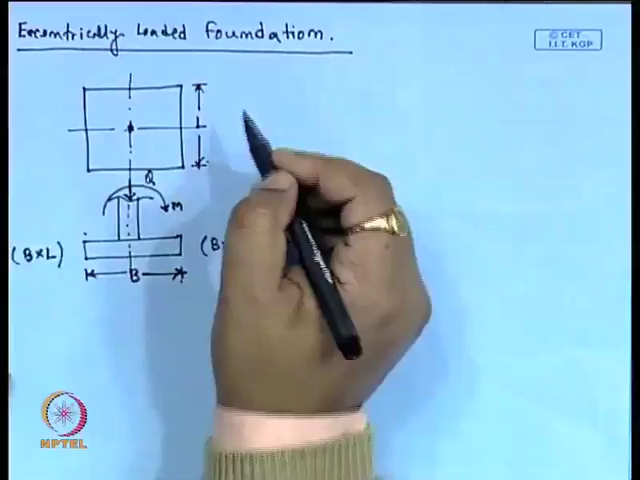 Eccentrically Loaded Foundation.
© CET
I.I.T. KGP
L
Q
M
(B×L)
(B
B
NPTEL